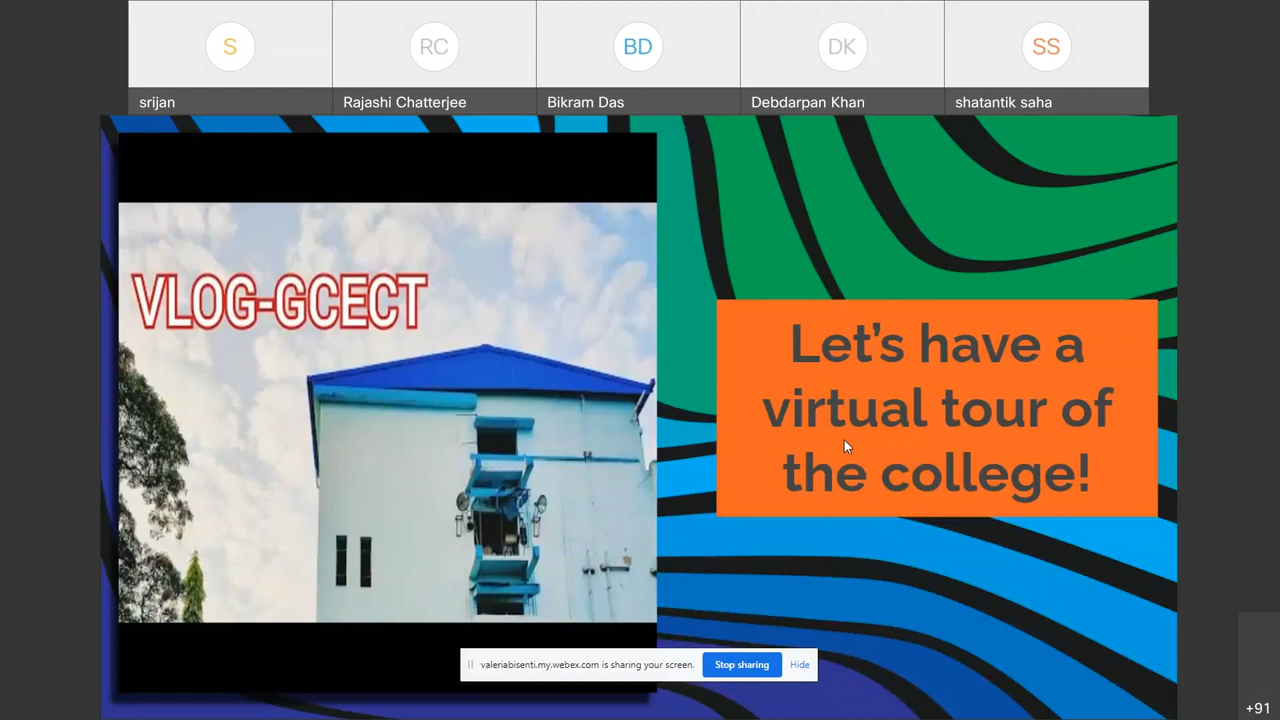 S
RC
BD
DK
SS
srijan
Rajashi Chatterjee
Bikram Das
Debdarpan Khan
shatantik saha
VLOG-GCECT
Let's have a
virtual tour of
the college!
valeriabisenti.my.webex.com is sharing your screen.
Stop sharing
Hide
+91